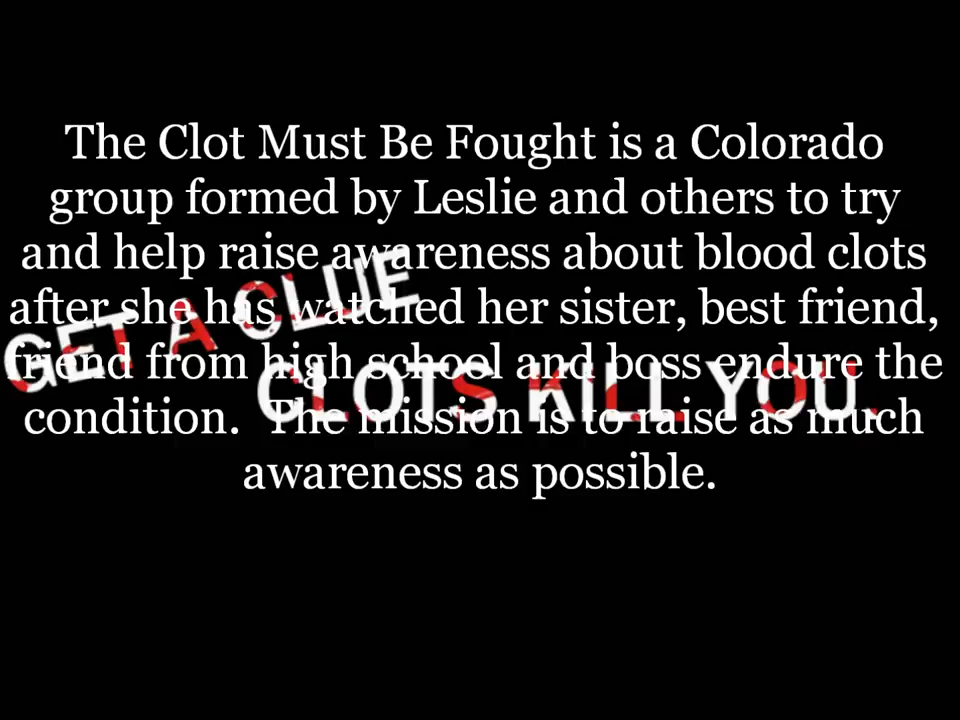 The Clot Must Be Fought is a Colorado
group formed by Leslie and others to try
and help raise awareness about blood clots
after she has watched her sister, best friend,
friend from high school and boss endure the
condition.  The mission is to raise as much
awareness as possible.
GET A CLUE
CLOTS KILL YOU.